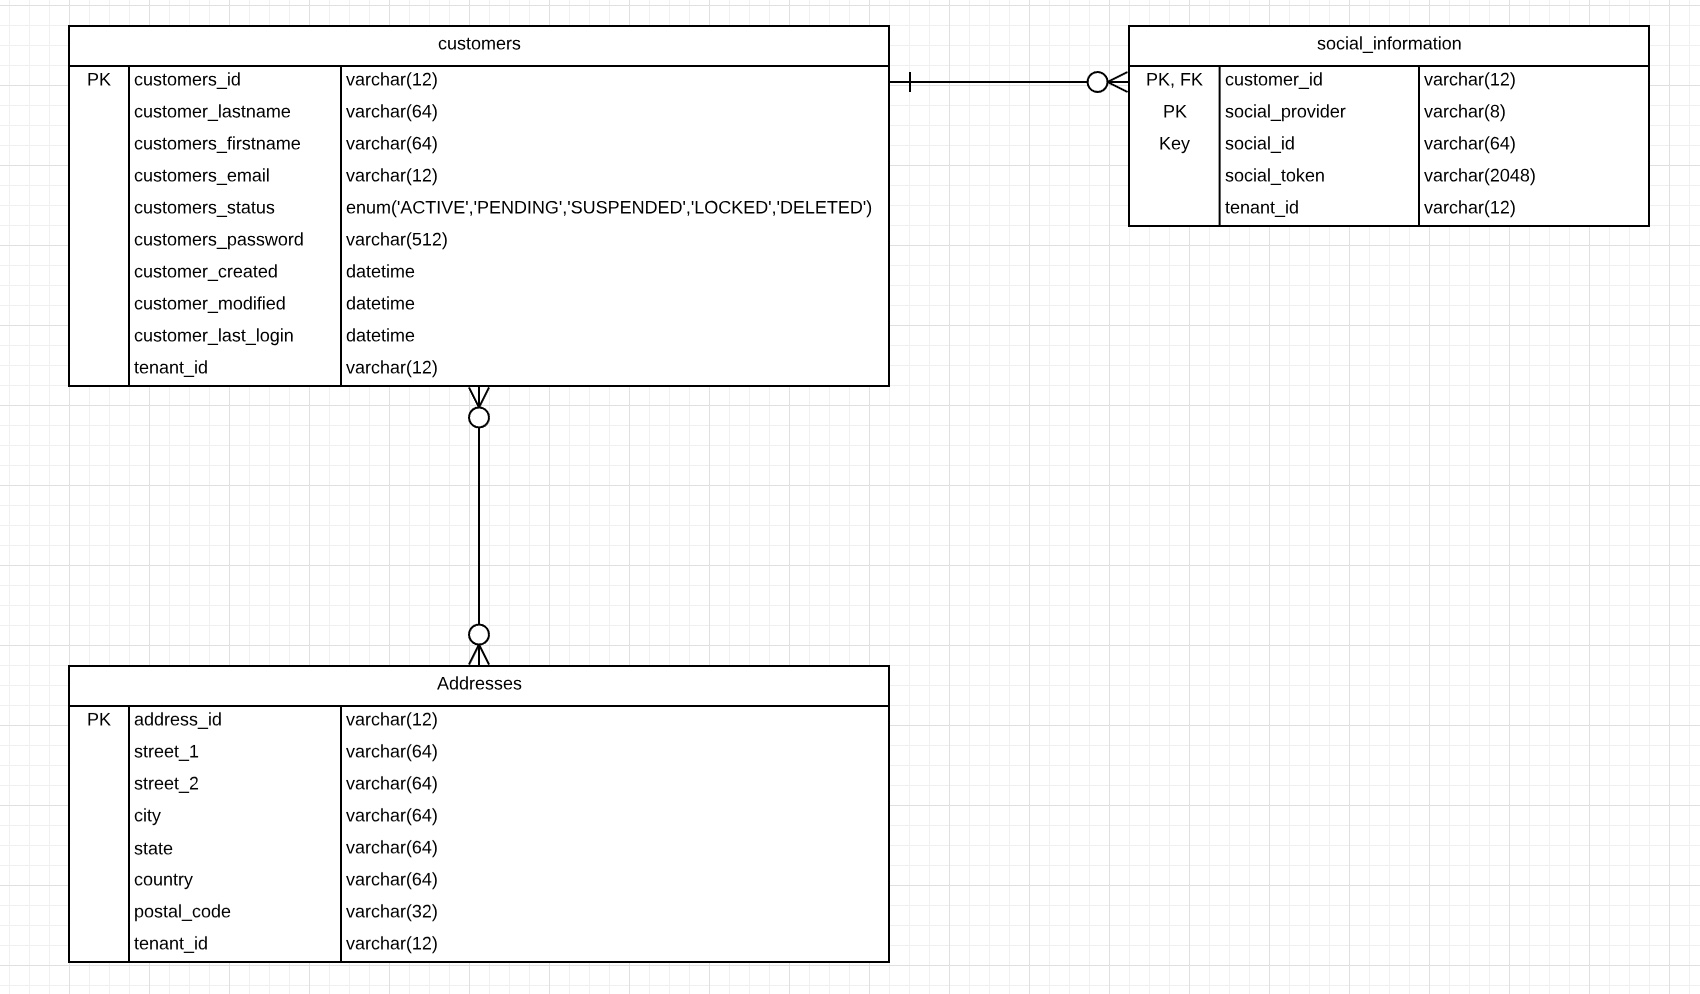 customers
PK customers_id varchar(12)
customer_lastname varchar(64)
customers_firstname varchar(64)
customers_email varchar(12)
customers_status enum('ACTIVE','PENDING','SUSPENDED','LOCKED','DELETED')
customers_password varchar(512)
customer_created datetime
customer_modified datetime
customer_last_login datetime
tenant_id varchar(12)
social_information
PK, FK customer_id varchar(12)
PK social_provider varchar(8)
Key social_id varchar(64)
social_token varchar(2048)
tenant_id varchar(12)
Addresses
PK address_id varchar(12)
street_1 varchar(64)
street_2 varchar(64)
city varchar(64)
state varchar(64)
country varchar(64)
postal_code varchar(32)
tenant_id varchar(12)